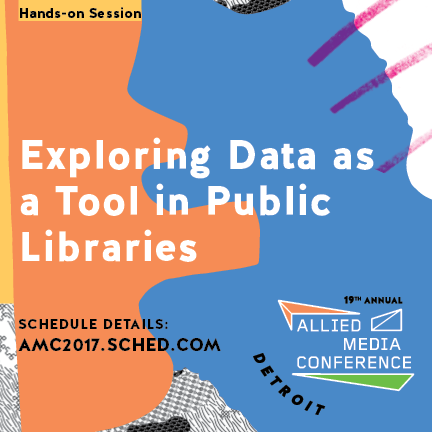 Hands-on Session
Exploring Data as
a Tool in Public
Libraries
SCHEDULE DETAILS:
AMC2017.SCHED.COM
19TH ANNUAL
ALLIED
MEDIA
CONFERENCE
DETROIT